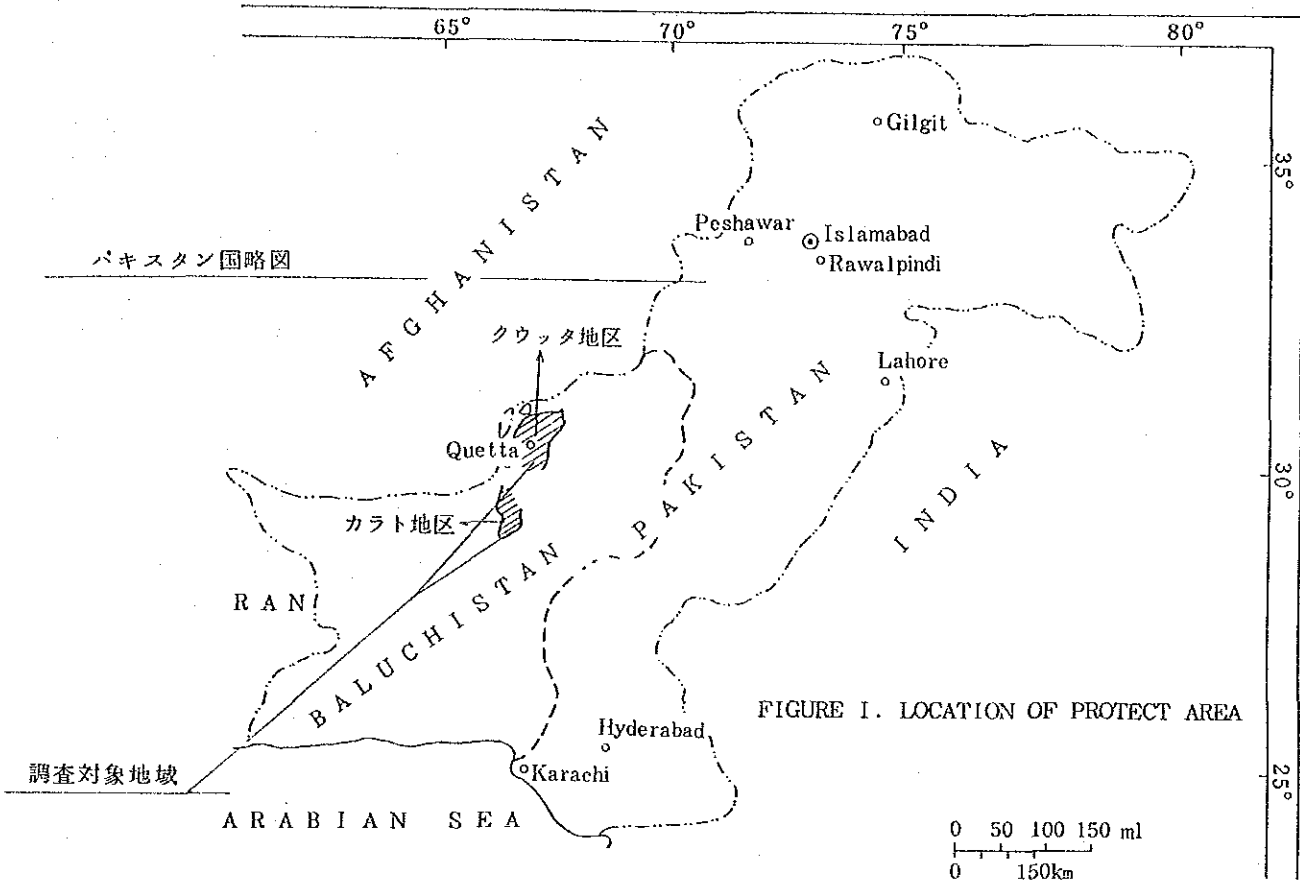 65° 70° 75° 80°
Gilgit
35°
AFGHANISTAN
Peshawar
Islamabad
Rawalpindi
パキスタン国略図
クウッタ地区
Lahore
PAKISTAN
Quetta
30°
INDIA
カラト地区
RAN
BALUCHISTAN
FIGURE I. LOCATION OF PROTECT AREA
Hyderabad
Karachi
25°
調査対象地域
ARABIAN SEA
0 50 100 150 ml
0 150km